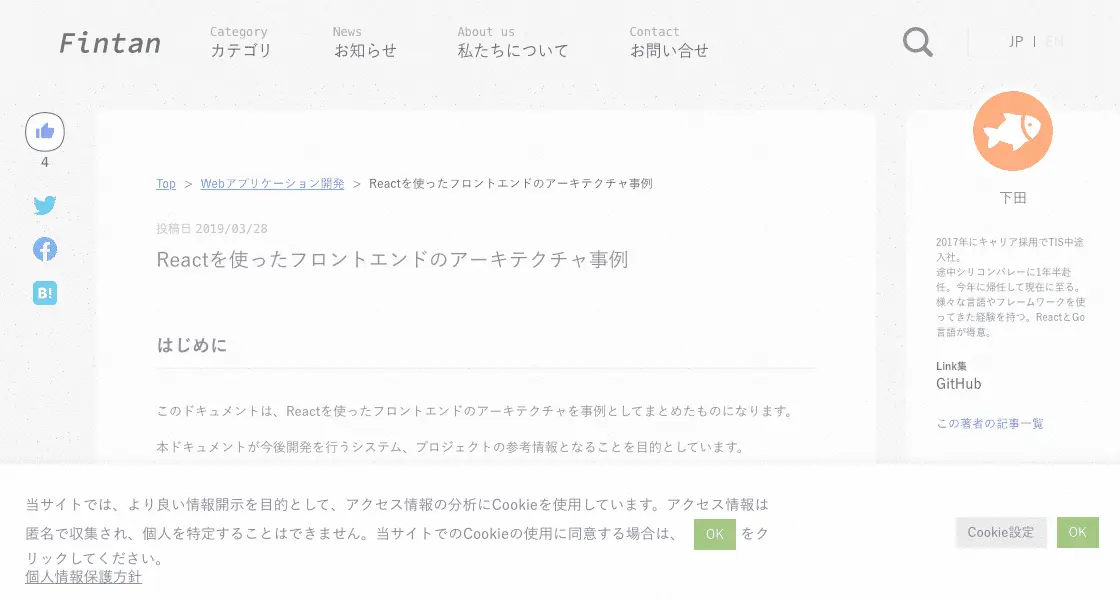 Fintan
Category
カテゴリ
News
お知らせ
About us
私たちについて
Contact
お問い合せ
JP | EN
4
B!
Top > Webアプリケーション開発 > Reactを使ったフロントエンドのアーキテクチャ事例
投稿日 2019/03/28
Reactを使ったフロントエンドのアーキテクチャ事例
はじめに
このドキュメントは、Reactを使ったフロントエンドのアーキテクチャを事例としてまとめたものになります。
本ドキュメントが今後開発を行うシステム、プロジェクトの参考情報となることを目的としています。
下田
2017年にキャリア採用でTIS中途
入社。
途中シリコンバレーに1年半赴
任。今年に帰任して現在に至る。
様々な言語やフレームワークを使
ってきた経験を持つ。ReactとGo
言語が得意。
Link集
GitHub
この著者の記事一覧
当サイトでは、より良い情報開示を目的として、アクセス情報の分析にCookieを使用しています。アクセス情報は
匿名で収集され、個人を特定することはできません。当サイトでのCookieの使用に同意する場合は、 OK をク
リックしてください。
個人情報保護方針
Cookie設定
OK